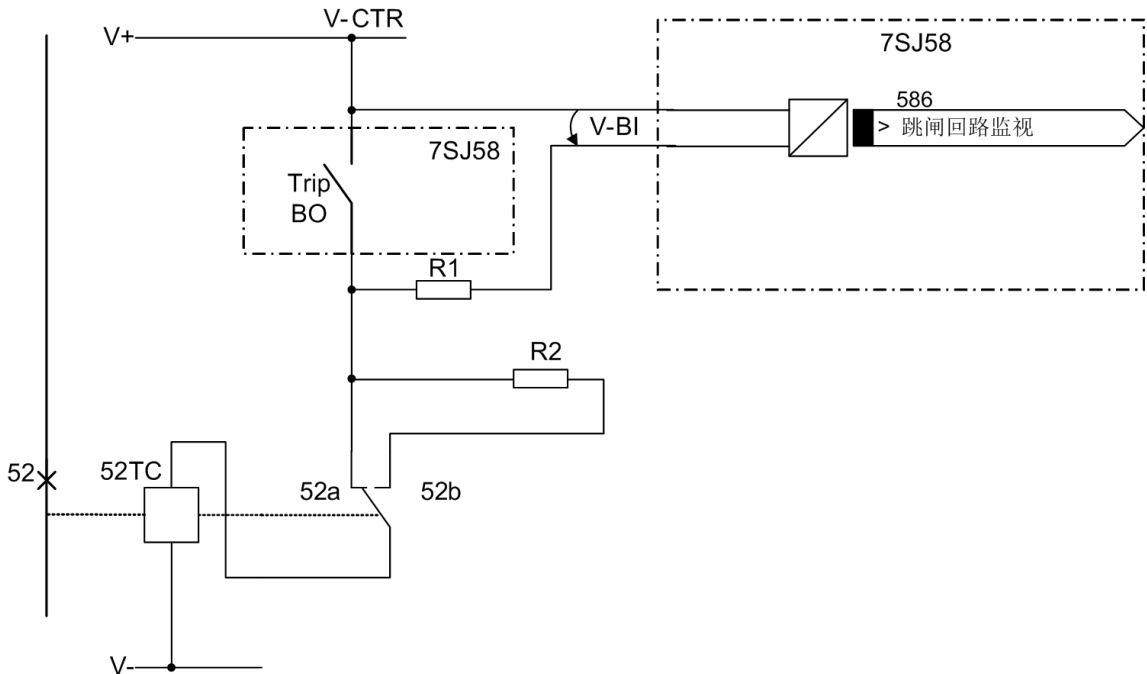 V-CTR
V+
7SJ58
586
> 跳闸回路监视
V-BI
7SJ58
Trip
BO
R1
R2
52
52TC
52a
52b
V-